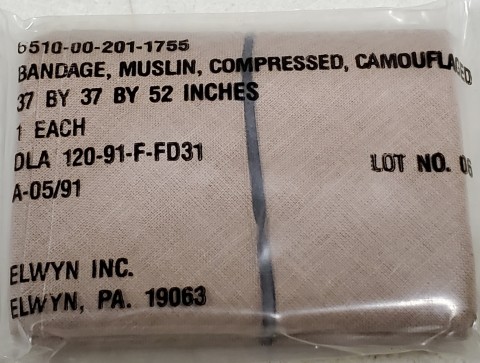 6510-00-201-1755
BANDAGE, MUSLIN, COMPRESSED, CAMOUFLAGED
37 BY 37 BY 52 INCHES
1 EACH
DLA 120-91-F-FD31
LOT NO. 06
A-05/91
ELWYN INC.
ELWYN, PA. 19063